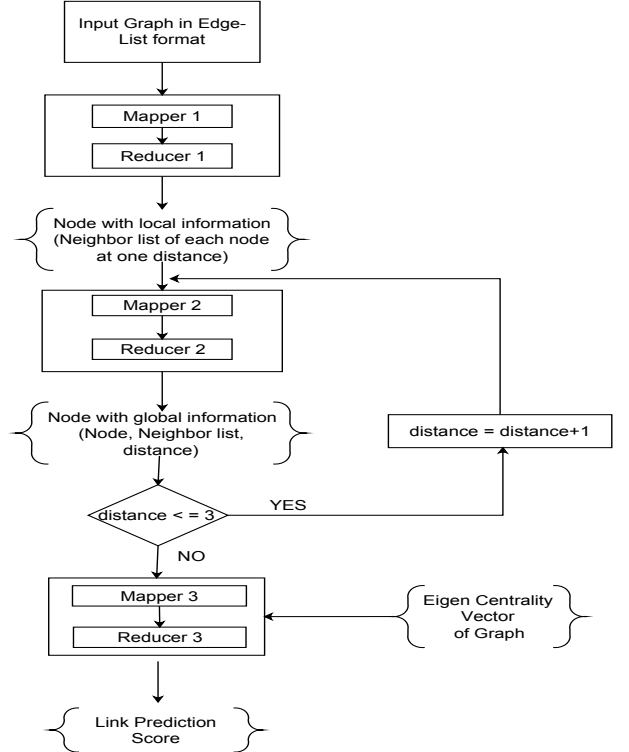 Input Graph in Edge-
List format
Mapper 1
Reducer 1
Node with local information
(Neighbor list of each node
at one distance)
Mapper 2
Reducer 2
Node with global information
(Node, Neighbor list,
distance)
distance = distance+1
distance < = 3
YES
NO
Mapper 3
Reducer 3
Eigen Centrality
Vector
of Graph
Link Prediction
Score